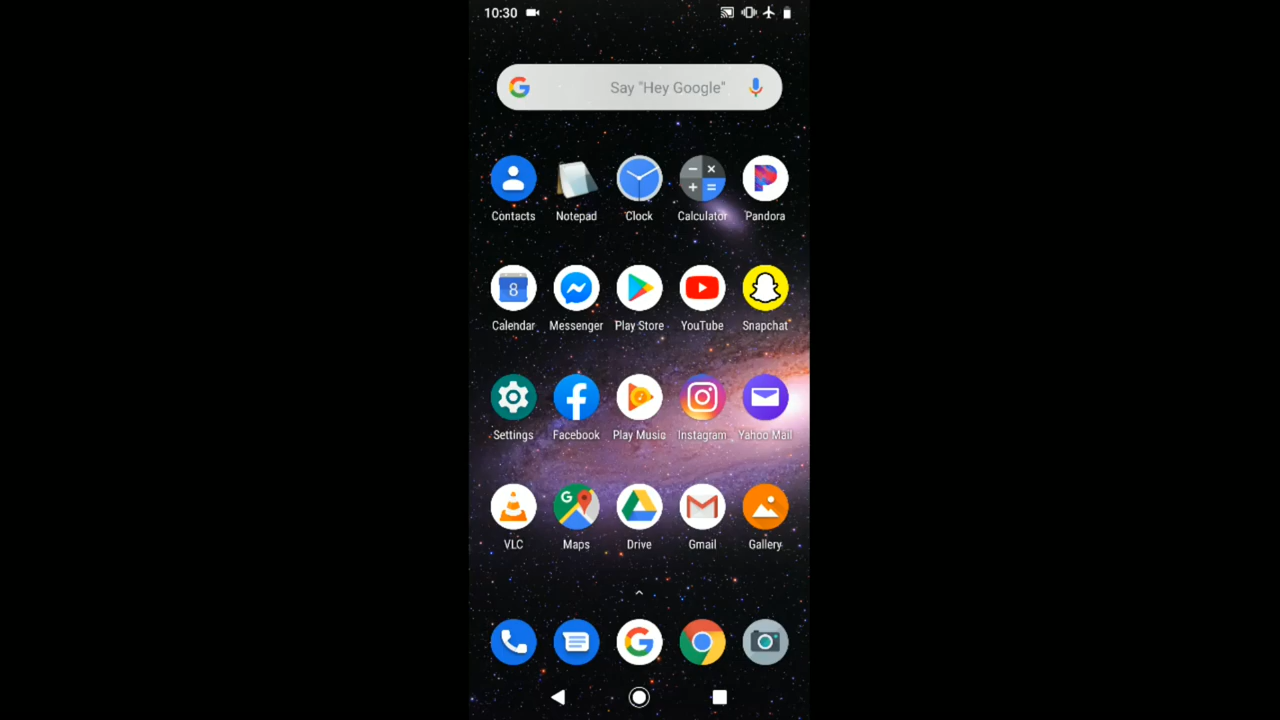 10:30
Say "Hey Google"
Contacts Notepad Clock Calculator Pandora
8
Calendar Messenger Play Store YouTube Snapchat
Settings Facebook Play Music Instagram Yahoo Mail
G
VLC Maps Drive Gmail Gallery